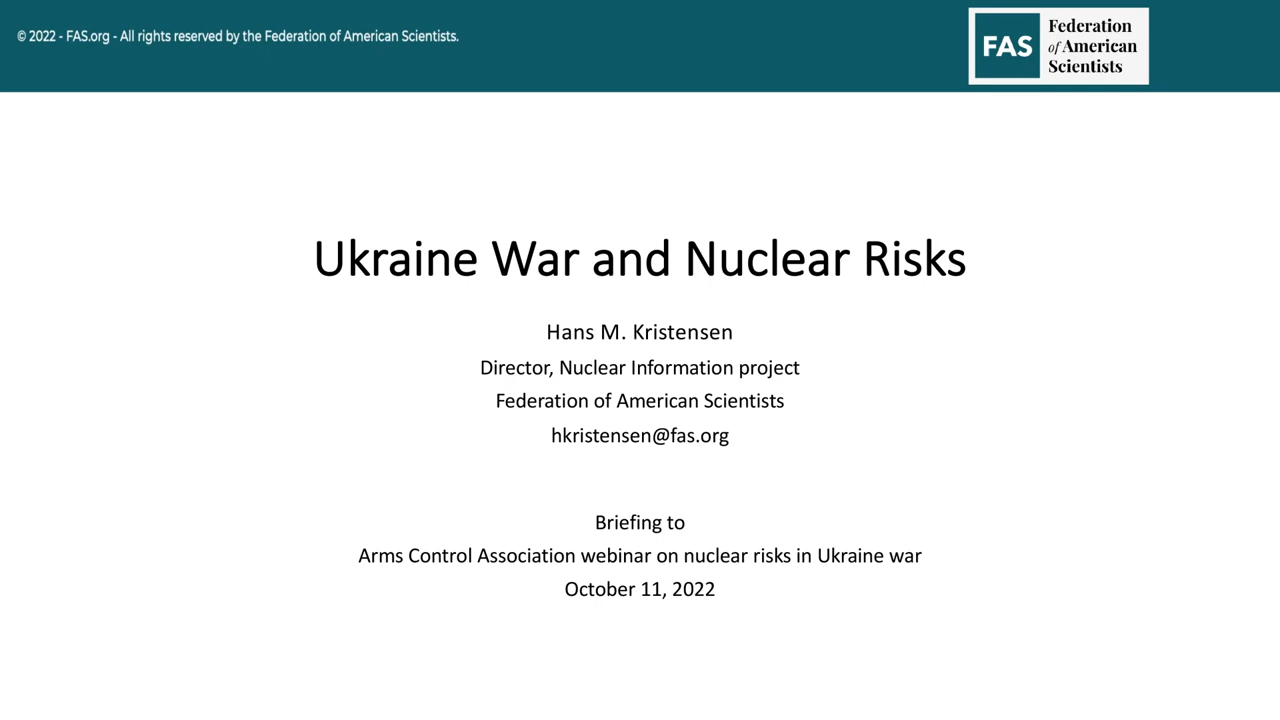 © 2022 - FAS.org - All rights reserved by the Federation of American Scientists.
FAS
Federation
of American
Scientists
Ukraine War and Nuclear Risks
Hans M. Kristensen
Director, Nuclear Information project
Federation of American Scientists
hkristensen@fas.org
Briefing to
Arms Control Association webinar on nuclear risks in Ukraine war
October 11, 2022